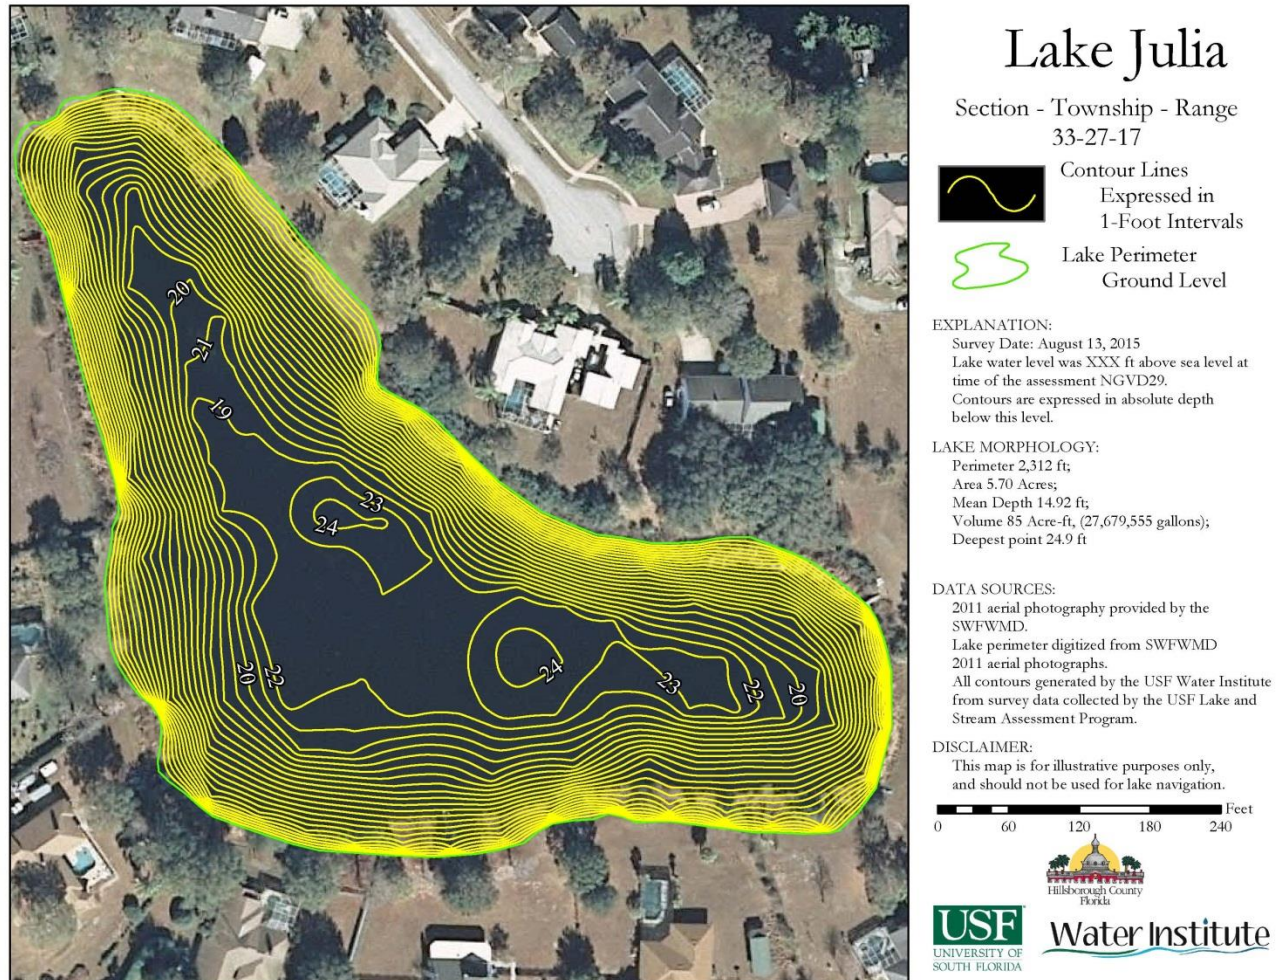 Lake Julia
Section - Township - Range
33-27-17
Contour Lines
Expressed in
1-Foot Intervals
Lake Perimeter
Ground Level
EXPLANATION:
Survey Date: August 13, 2015
Lake water level was XXX ft above sea level at
time of the assessment NGVD29.
Contours are expressed in absolute depth
below this level.
LAKE MORPHOLOGY:
Perimeter 2,312 ft;
Area 5.70 Acres;
Mean Depth 14.92 ft;
Volume 85 Acre-ft, (27,679,555 gallons);
Deepest point 24.9 ft
DATA SOURCES:
2011 aerial photography provided by the
SWFWMD.
Lake perimeter digitized from SWFWMD
2011 aerial photographs.
All contours generated by the USF Water Institute
from survey data collected by the USF Lake and
Stream Assessment Program.
DISCLAIMER:
This map is for illustrative purposes only,
and should not be used for lake navigation.
Feet
0 60 120 180 240
Hillsborough County
Florida
USF
UNIVERSITY OF
SOUTH FLORIDA
Water Institute
20
21
19
23
24
24
20 22
23 22 20